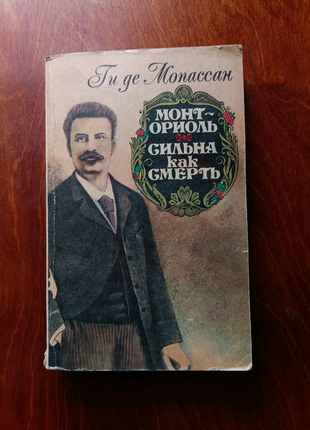 Ги де Мопассан
МОНТ~
ОРИОЛЬ
СИЛЬНА
КАК
СМЕРТЬ